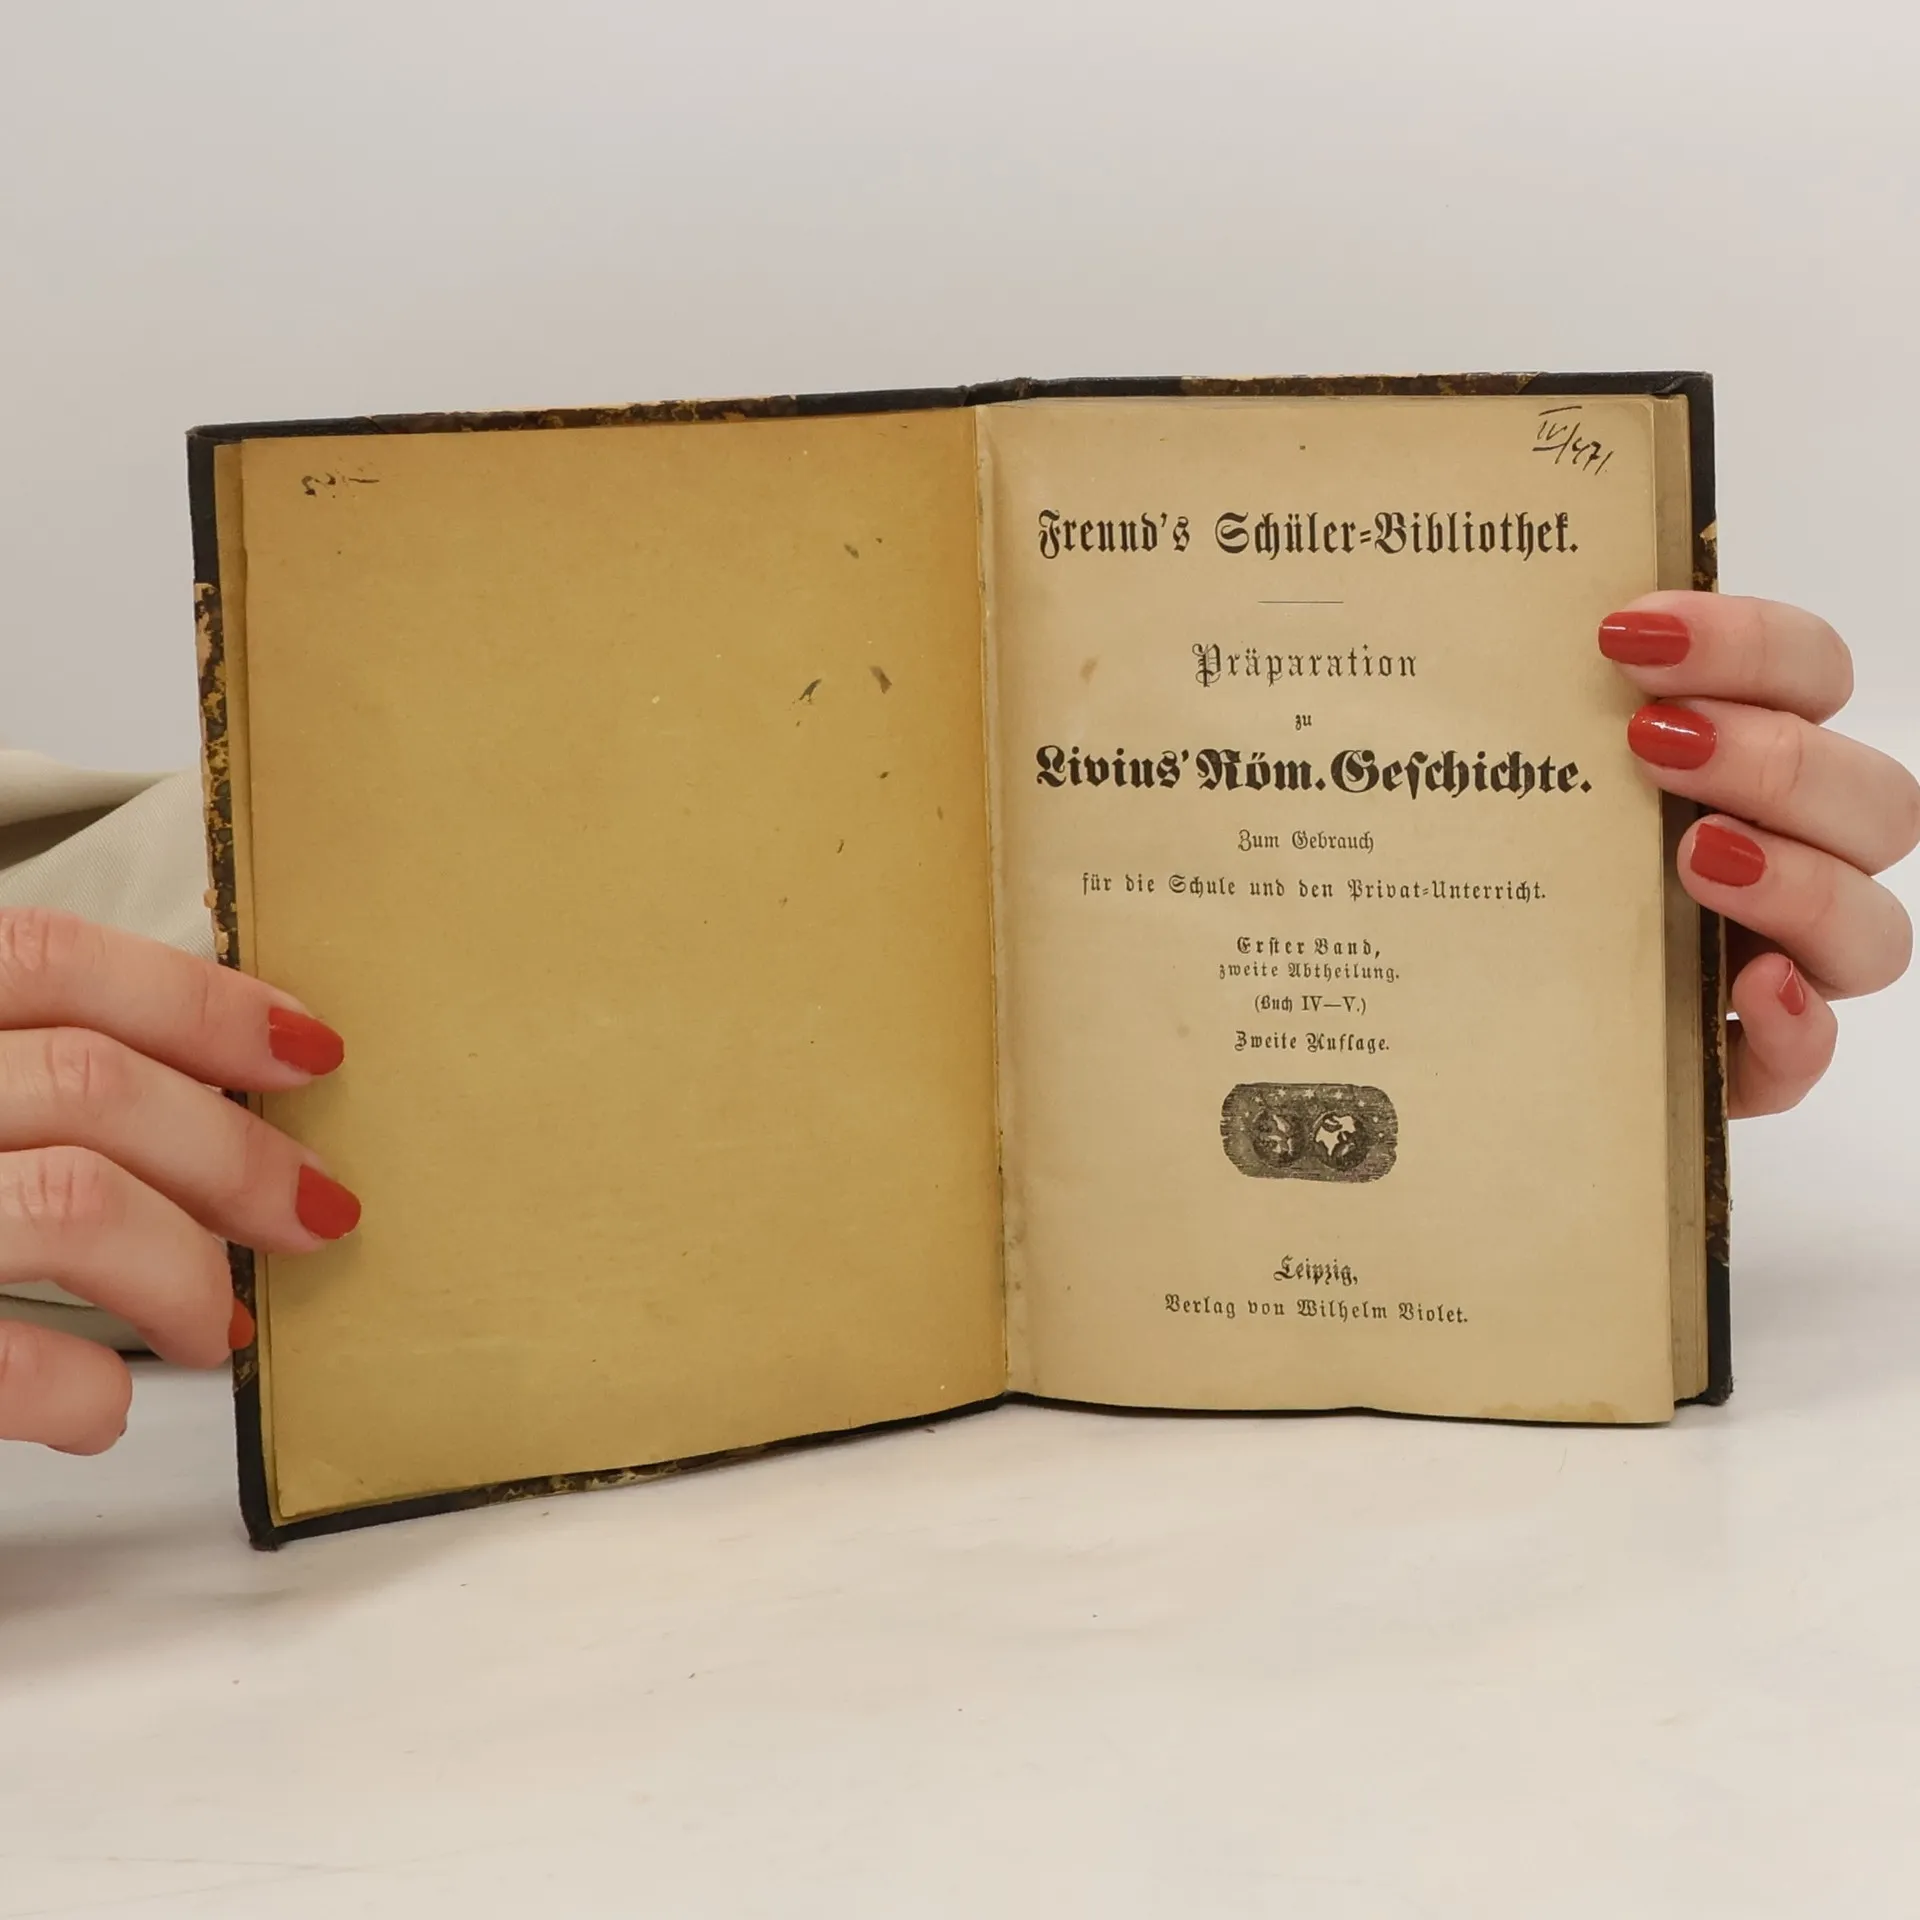 Freund's Schüler-Bibliothek.
Präparation
zu
Livius' Röm. Geschichte.
Zum Gebrauch
für die Schule und den Privat-Unterricht.
Erster Band,
zweite Abtheilung.
(Buch IV—V.)
Zweite Auflage.
Leipzig,
Verlag von Wilhelm Violet.